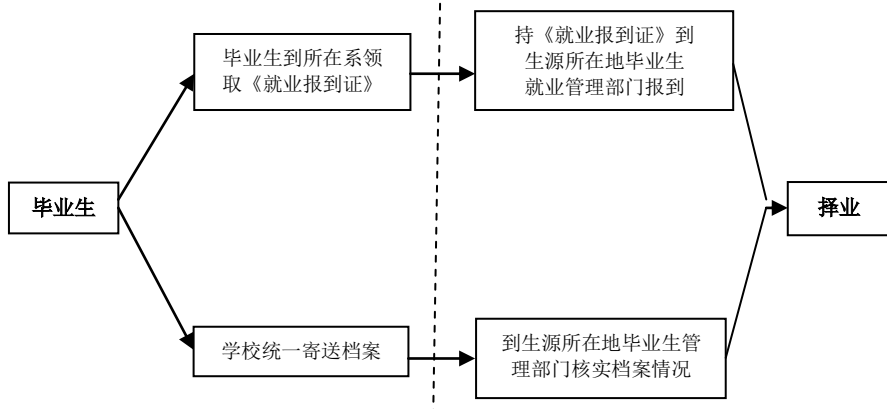 毕业生到所在系领
取《就业报到证》
持《就业报到证》到
生源所在地毕业生
就业管理部门报到
毕业生
择业
学校统一寄送档案
到生源所在地毕业生管
理部门核实档案情况